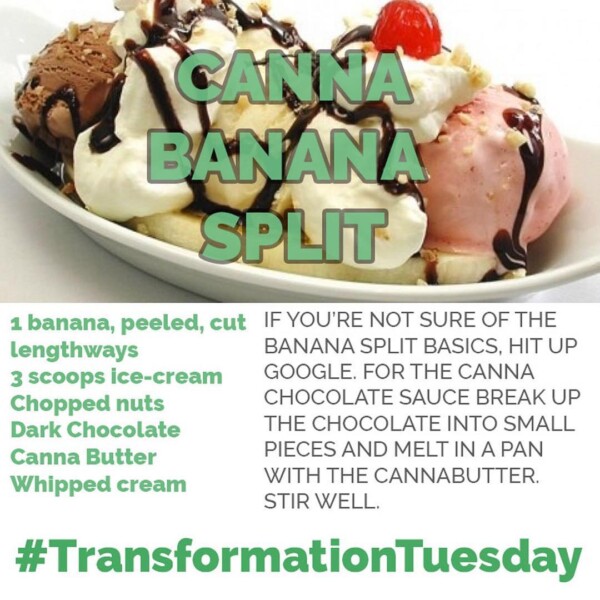 CANNA
BANANA
SPLIT
1 banana, peeled, cut
lengthways
3 scoops ice-cream
Chopped nuts
Dark Chocolate
Canna Butter
Whipped cream
IF YOU'RE NOT SURE OF THE
BANANA SPLIT BASICS, HIT UP
GOOGLE. FOR THE CANNA
CHOCOLATE SAUCE BREAK UP
THE CHOCOLATE INTO SMALL
PIECES AND MELT IN A PAN
WITH THE CANNABUTTER.
STIR WELL.
#TransformationTuesday